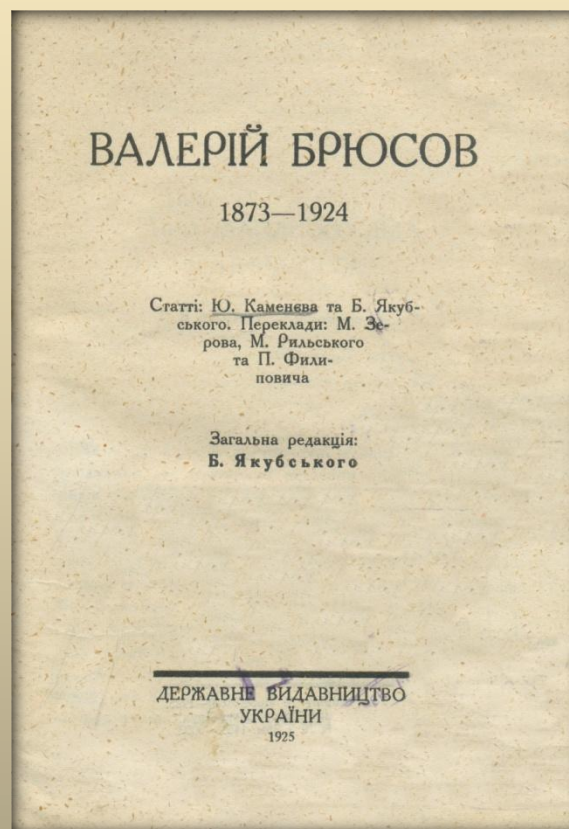 ВАЛЕРІЙ БРЮСОВ
1873—1924
Статті: Ю. Каменєва та Б. Якуб-
ського. Переклади: М. Зе-
рова, М. Рильського
та П. Фили-
повича
Загальна редакція:
Б. Якубського
ДЕРЖАВНЕ ВИДАВНИЦТВО
УКРАЇНИ
1925